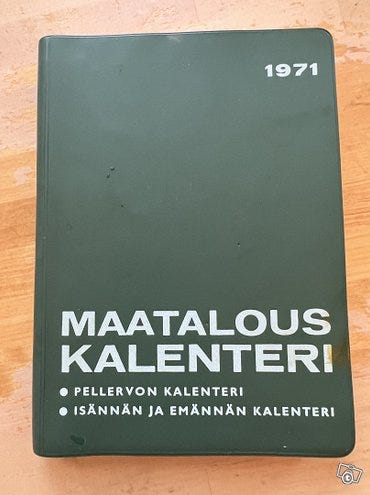 1971
MAATALOUS
KALENTERI
● PELLERVON KALENTERI
● ISÄNNÄN JA EMÄNNÄN KALENTERI